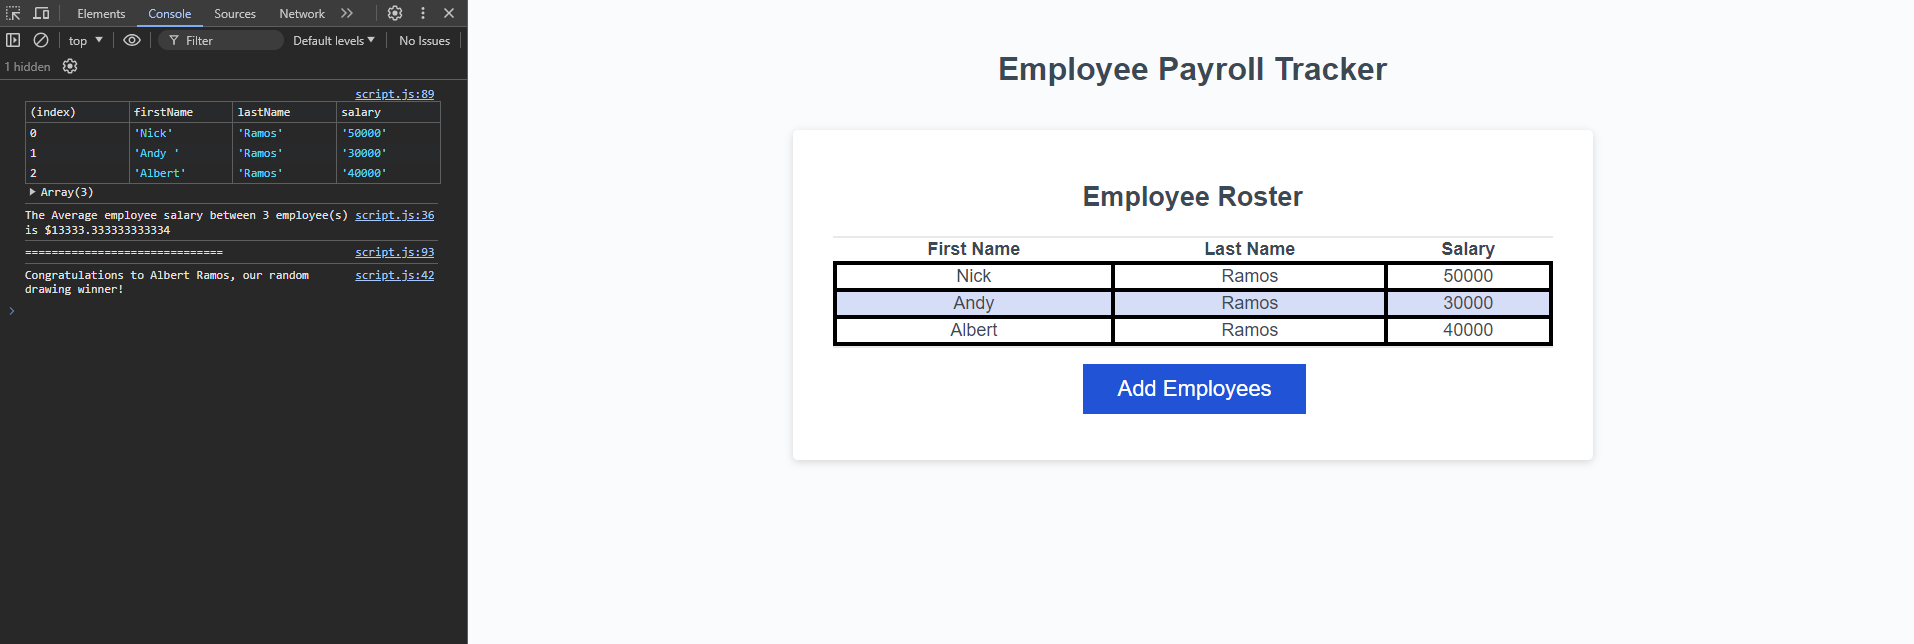 Elements Console Sources Network
top Filter Default levels No Issues
1 hidden
script.js:89
(index) firstName lastName salary
0 'Nick' 'Ramos' '50000'
1 'Andy ' 'Ramos' '30000'
2 'Albert' 'Ramos' '40000'
Array(3)
The Average employee salary between 3 employee(s) script.js:36
is $13333.333333333334
============================== script.js:93
Congratulations to Albert Ramos, our random script.js:42
drawing winner!
Employee Payroll Tracker
Employee Roster
First Name Last Name Salary
Nick Ramos 50000
Andy Ramos 30000
Albert Ramos 40000
Add Employees